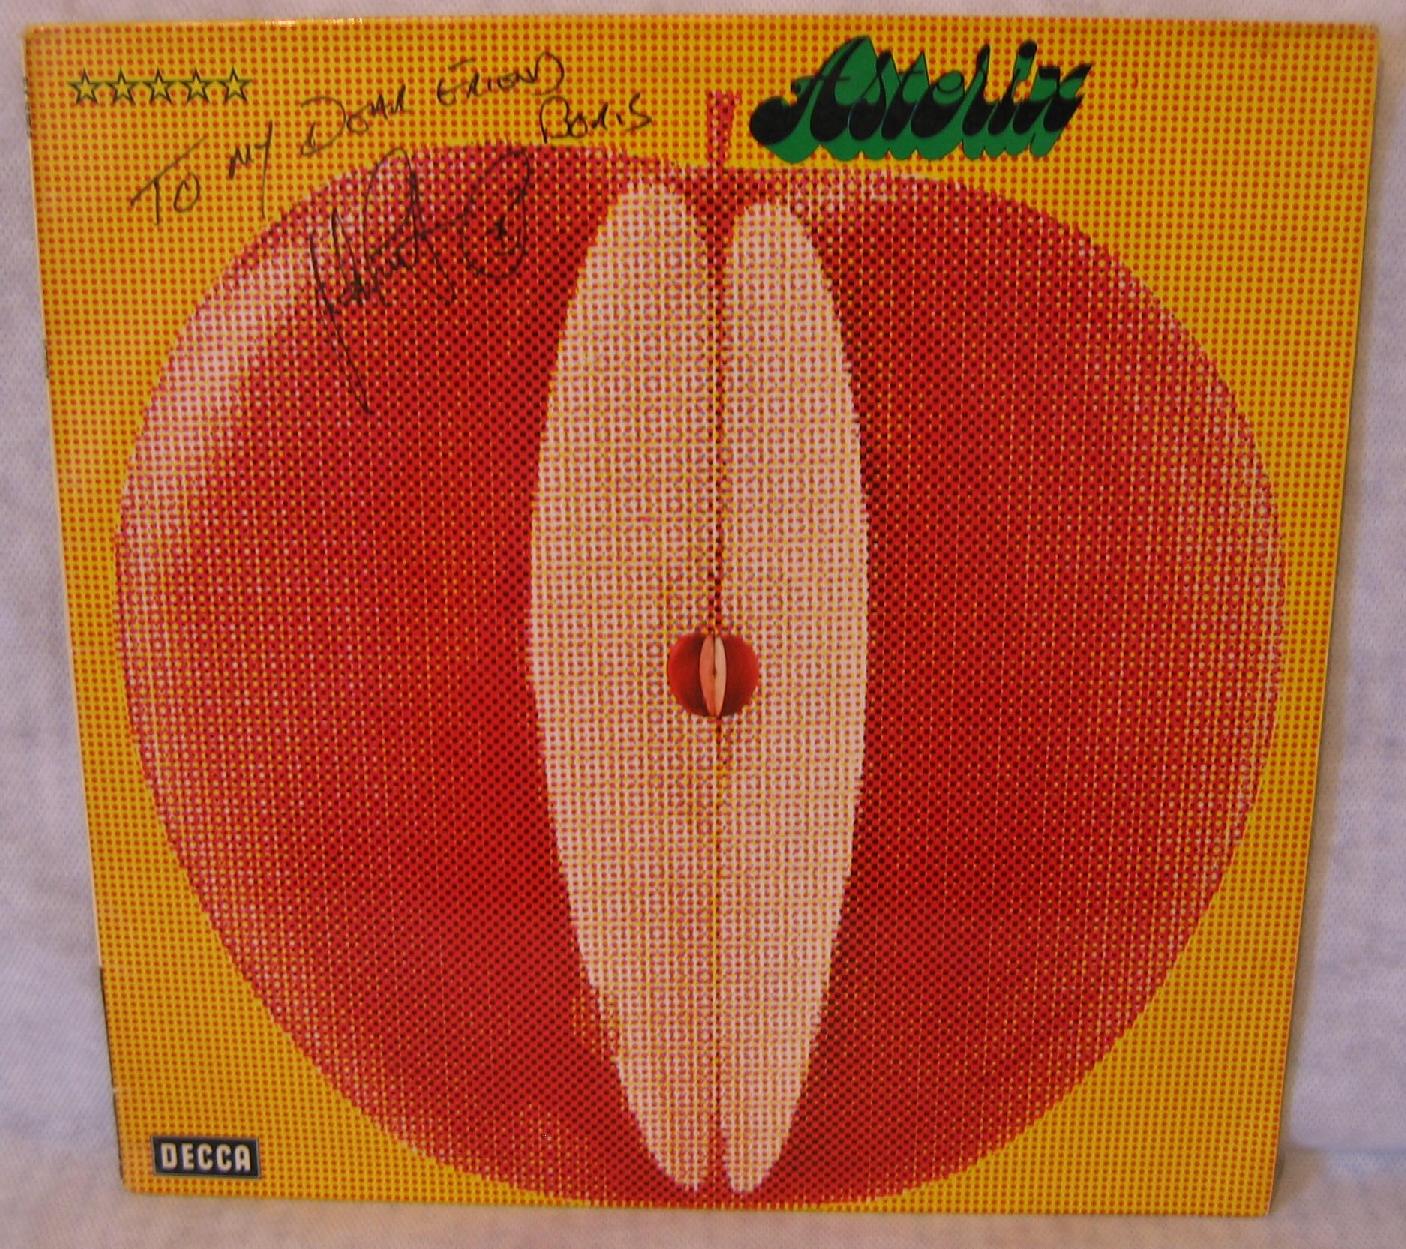 Asterix
TO MY DEAR FRIEND
BORIS
DECCA